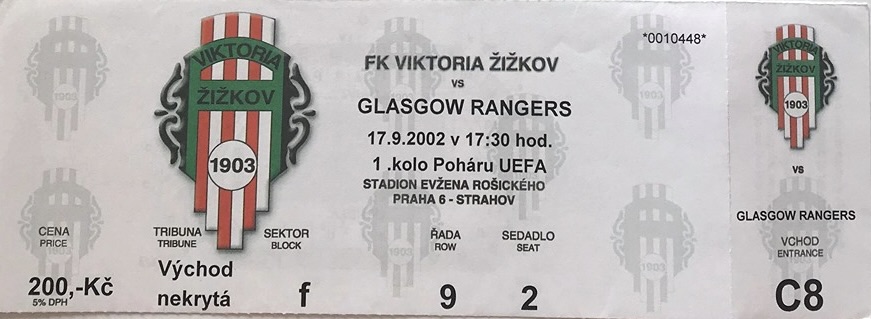 *0010448*
VIKTORIA
ŽIŽKOV
1903
FK VIKTORIA ŽIŽKOV
vs
GLASGOW RANGERS
17.9.2002 v 17:30 hod.
1 .kolo Poháru UEFA
STADION EVŽENA ROŠICKÉHO
PRAHA 6 - STRAHOV
CENA
PRICE
200,-Kč
5% DPH
TRIBUNA
TRIBUNE
Východ
nekrytá
SEKTOR
BLOCK
f
ŘADA
ROW
9
SEDADLO
SEAT
2
VIKTORIA
ŽIŽKOV
1903
vs
GLASGOW RANGERS
VCHOD
ENTRANCE
C8